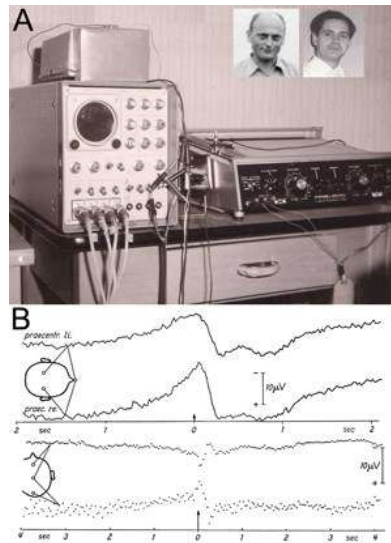 A
B
praecentr. li.
praec. re.
−
10µV
+
2 sec 1 0 1 sec 2
10µV
+
4 sec 3 2 1 0 1 2 3 sec 4